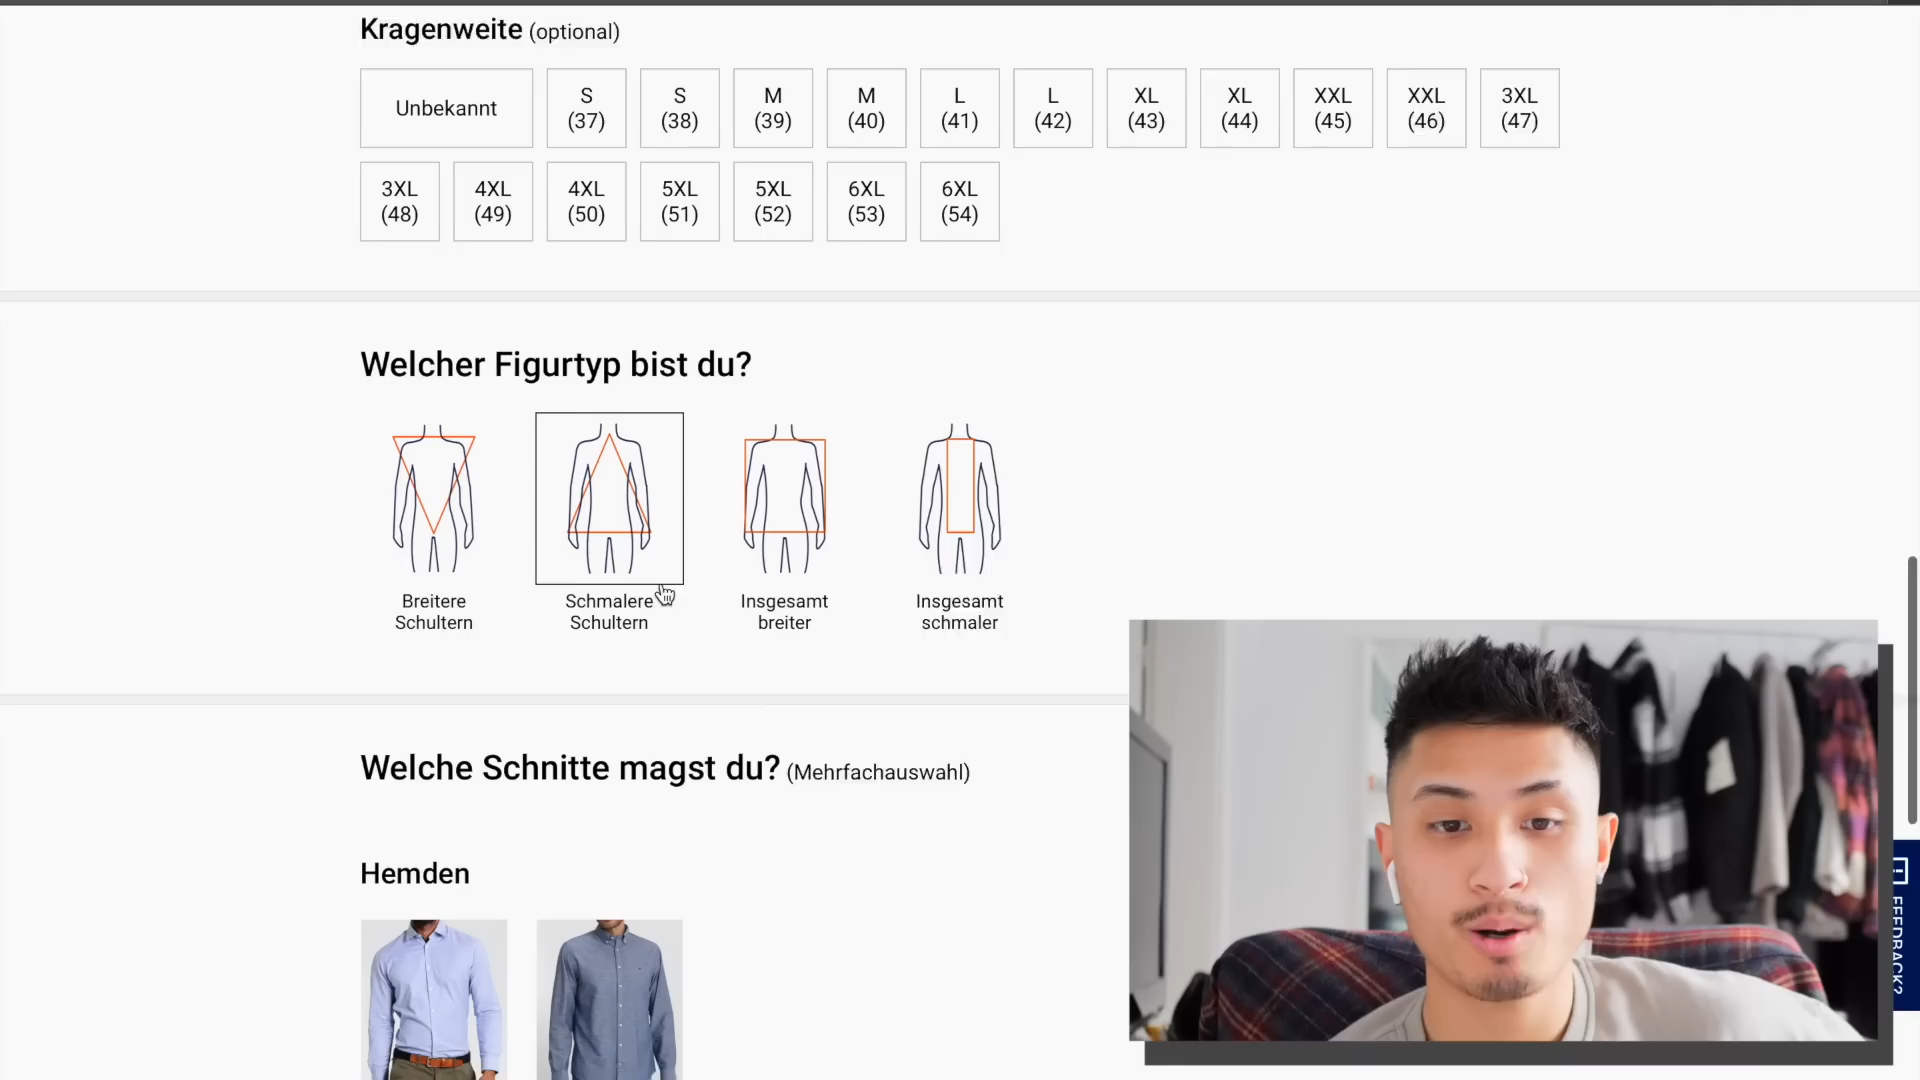 Kragenweite (optional)
Unbekannt
S
(37)
S
(38)
M
(39)
M
(40)
L
(41)
L
(42)
XL
(43)
XL
(44)
XXL
(45)
XXL
(46)
3XL
(47)
3XL
(48)
4XL
(49)
4XL
(50)
5XL
(51)
5XL
(52)
6XL
(53)
6XL
(54)
Welcher Figurtyp bist du?
Breitere
Schultern
Schmalere
Schultern
Insgesamt
breiter
Insgesamt
schmaler
Welche Schnitte magst du? (Mehrfachauswahl)
Hemden
FEEDBACK?